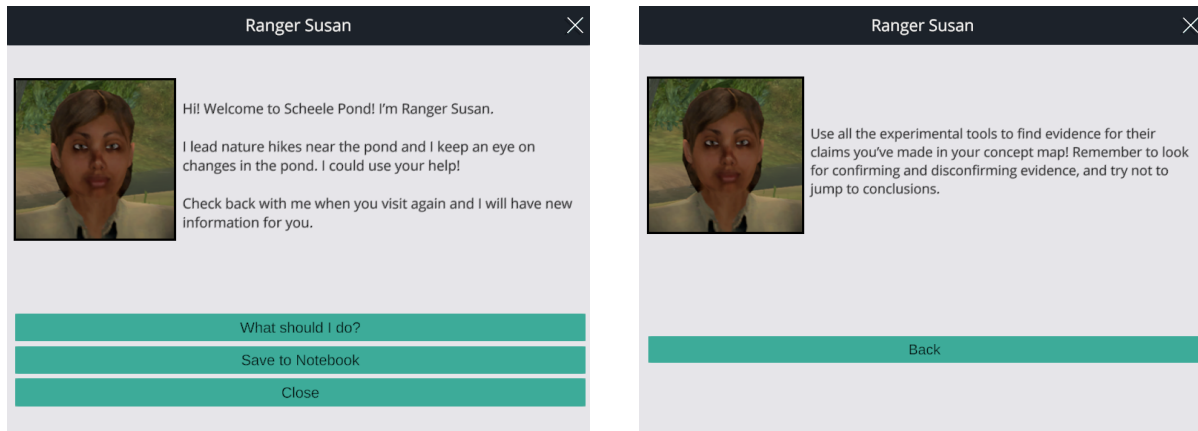 Ranger Susan
Hi! Welcome to Scheele Pond! I'm Ranger Susan.
I lead nature hikes near the pond and I keep an eye on
changes in the pond. I could use your help!
Check back with me when you visit again and I will have new
information for you.
What should I do?
Save to Notebook
Close
Ranger Susan
Use all the experimental tools to find evidence for their
claims you've made in your concept map! Remember to look
for confirming and disconfirming evidence, and try not to
jump to conclusions.
Back